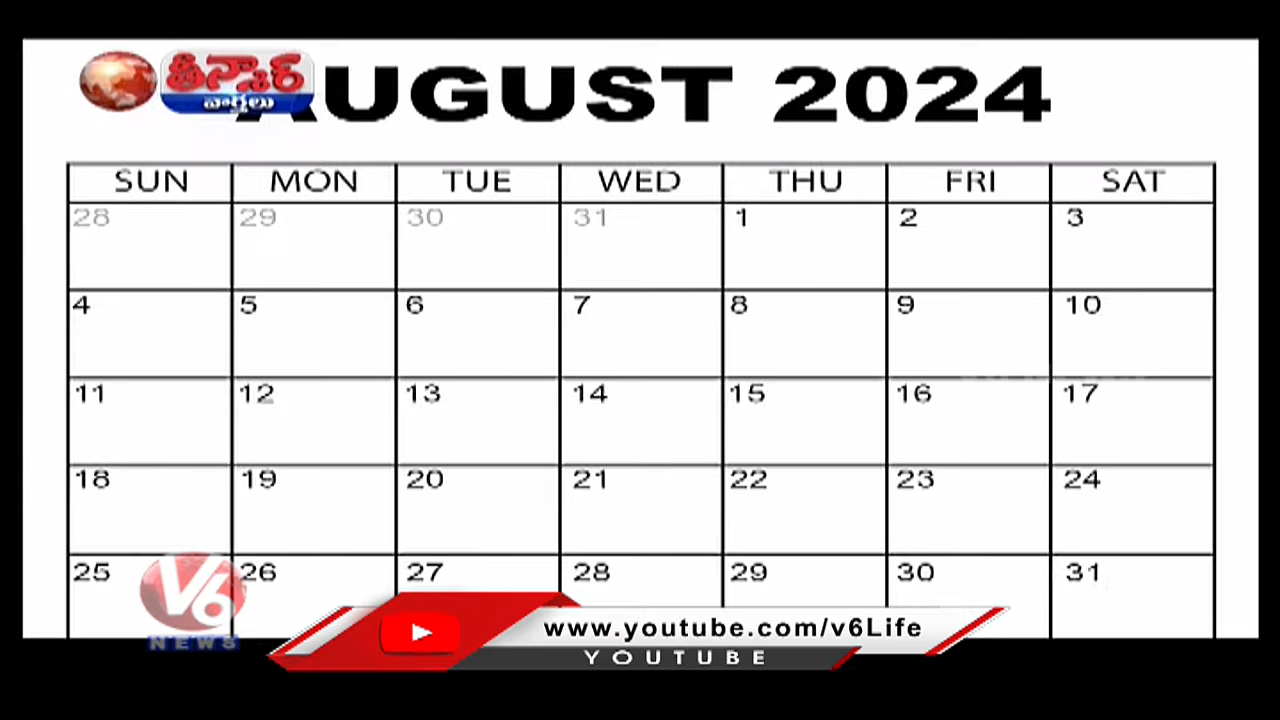 తీన్మార్
వార్తలు
AUGUST 2024
SUN MON TUE WED THU FRI SAT
28 29 30 31 1 2 3
4 5 6 7 8 9 10
11 12 13 14 15 16 17
18 19 20 21 22 23 24
25 26 27 28 29 30 31
V6
NEWS
www.youtube.com/v6Life
YOUTUBE